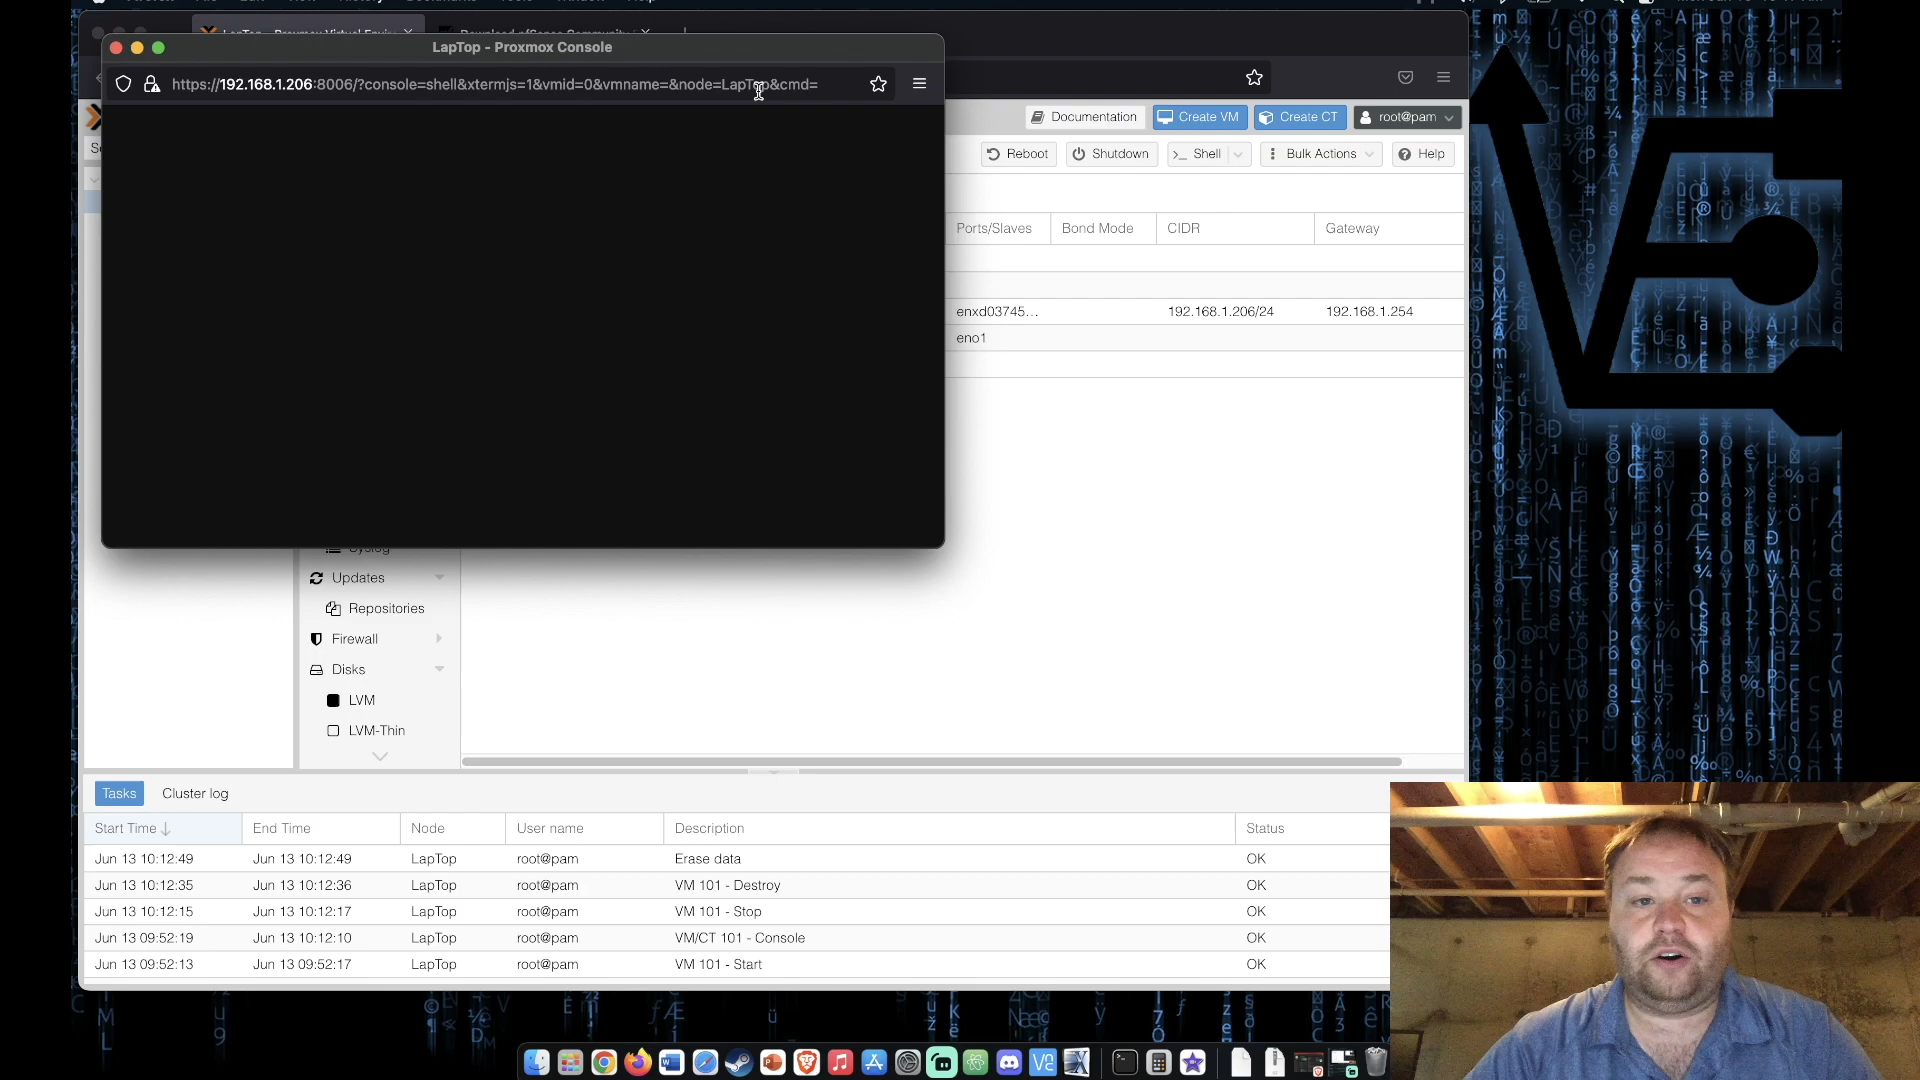 LapTop - Proxmox Console
https://192.168.1.206:8006/?console=shell&xtermjs=1&vmid=0&vmname=&node=LapTop&cmd=
Documentation
Create VM
Create CT
root@pam
Reboot
Shutdown
>_ Shell
Bulk Actions
Help
Ports/Slaves
Bond Mode
CIDR
Gateway
enxd03745...
192.168.1.206/24
192.168.1.254
eno1
Syslog
Updates
Repositories
Firewall
Disks
LVM
LVM-Thin
Tasks
Cluster log
Start Time
End Time
Node
User name
Description
Status
Jun 13 10:12:49
Jun 13 10:12:49
LapTop
root@pam
Erase data
OK
Jun 13 10:12:35
Jun 13 10:12:36
LapTop
root@pam
VM 101 - Destroy
OK
Jun 13 10:12:15
Jun 13 10:12:17
LapTop
root@pam
VM 101 - Stop
OK
Jun 13 09:52:19
Jun 13 10:12:10
LapTop
root@pam
VM/CT 101 - Console
OK
Jun 13 09:52:13
Jun 13 09:52:17
LapTop
root@pam
VM 101 - Start
OK